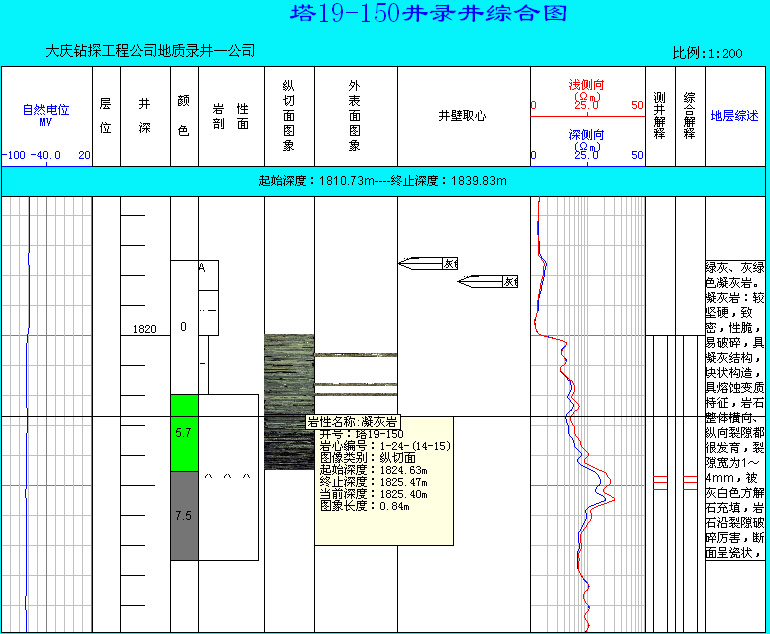 塔19-150井录井综合图
大庆钻探工程公司地质录井一公司
比例:1:200
自然电位
MV
-100 -40.0 20
层位
井深
颜色
岩性剖面
纵切面图象
外表面图象
井壁取心
浅侧向
(Ωm)
0 25.0 50
深侧向
(Ωm)
0 25.0 50
测井解释
综合解释
地层综述
起始深度：1810.73m----终止深度：1839.83m
A
灰
灰
1820
0
5.7
7.5
岩性名称:凝灰岩
井号：塔19-150
岩心编号：1-24-(14-15)
图像类别：纵切面
起始深度：1824.63m
终止深度：1825.47m
当前深度：1825.40m
图象长度：0.84m
绿灰、灰绿
色凝灰岩。
凝灰岩：较
坚硬，致
密，性脆，
易破碎，具
凝灰结构，
块状构造，
具熔蚀变质
特征，岩石
整体横向、
纵向裂隙都
很发育，裂
隙宽为1～
4mm，被
灰白色方解
石充填，岩
石沿裂隙破
碎厉害，断
面呈瓷状，